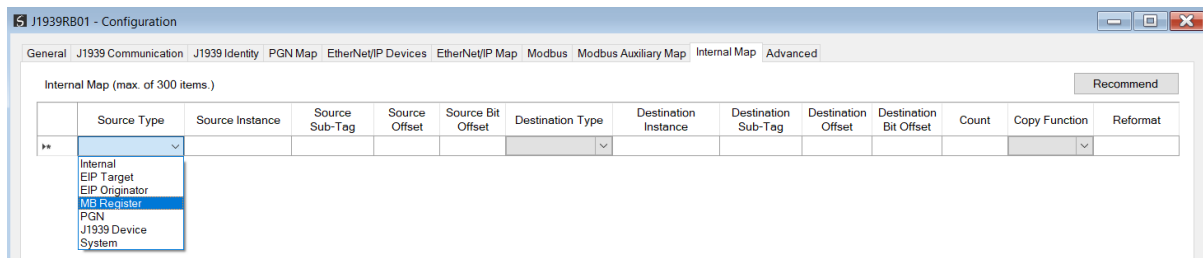 J1939RB01 - Configuration
General J1939 Communication J1939 Identity PGN Map EtherNet/IP Devices EtherNet/IP Map Modbus Modbus Auxiliary Map Internal Map Advanced
Internal Map (max. of 300 items.) Recommend
Source Type Source Instance Source Sub-Tag Source Offset Source Bit Offset Destination Type Destination Instance Destination Sub-Tag Destination Offset Destination Bit Offset Count Copy Function Reformat
Internal
EIP Target
EIP Originator
MB Register
PGN
J1939 Device
System